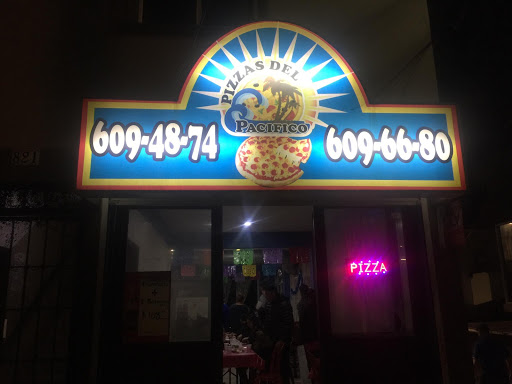 PIZZAS DEL
PACIFICO
609-48-74
609-66-80
PIZZA